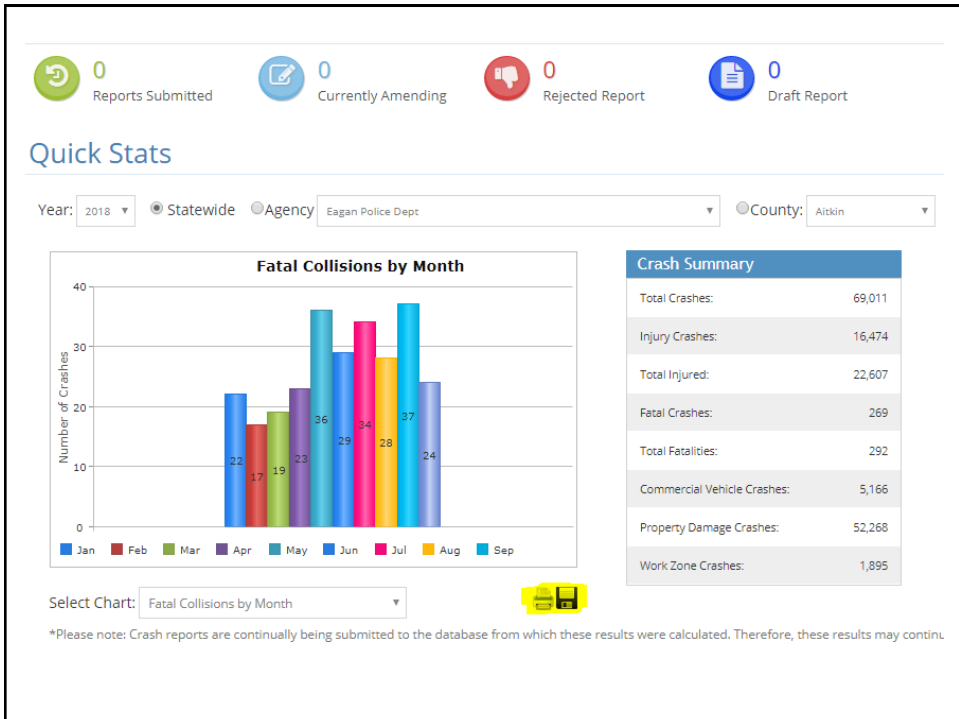 0 0 0 0
Reports Submitted Currently Amending Rejected Report Draft Report
Quick Stats
Year: 2018 Statewide Agency Eagan Police Dept County: Aitkin
Fatal Collisions by Month
Number of Crashes
40
30
20
10
0
22 17 19 23 36 29 34 28 37 24
Jan Feb Mar Apr May Jun Jul Aug Sep
Crash Summary
Total Crashes: 69,011
Injury Crashes: 16,474
Total Injured: 22,607
Fatal Crashes: 269
Total Fatalities: 292
Commercial Vehicle Crashes: 5,166
Property Damage Crashes: 52,268
Work Zone Crashes: 1,895
Select Chart: Fatal Collisions by Month
*Please note: Crash reports are continually being submitted to the database from which these results were calculated. Therefore, these results may continu